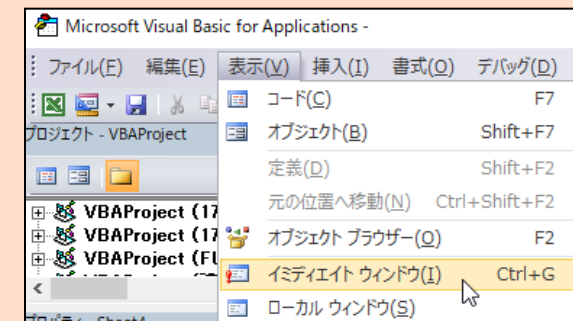 Microsoft Visual Basic for Applications -
ファイル(F) 編集(E) 表示(V) 挿入(I) 書式(O) デバッグ(D)
コード(C) F7
プロジェクト - VBAProject
オブジェクト(B) Shift+F7
定義(D) Shift+F2
元の位置へ移動(N) Ctrl+Shift+F2
VBAProject (17
VBAProject (17
オブジェクト ブラウザー(O) F2
VBAProject (FL
イミディエイト ウィンドウ(I) Ctrl+G
ローカル ウィンドウ(S)